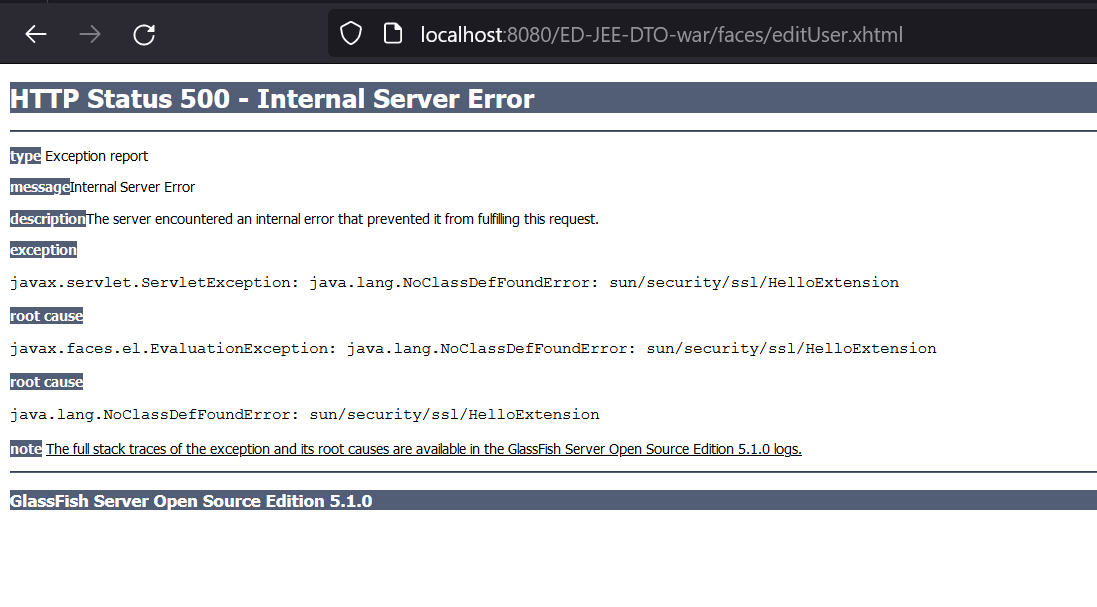 localhost:8080/ED-JEE-DTO-war/faces/editUser.xhtml
HTTP Status 500 - Internal Server Error
type Exception report
messageInternal Server Error
descriptionThe server encountered an internal error that prevented it from fulfilling this request.
exception
javax.servlet.ServletException: java.lang.NoClassDefFoundError: sun/security/ssl/HelloExtension
root cause
javax.faces.el.EvaluationException: java.lang.NoClassDefFoundError: sun/security/ssl/HelloExtension
root cause
java.lang.NoClassDefFoundError: sun/security/ssl/HelloExtension
note The full stack traces of the exception and its root causes are available in the GlassFish Server Open Source Edition 5.1.0 logs.
GlassFish Server Open Source Edition 5.1.0